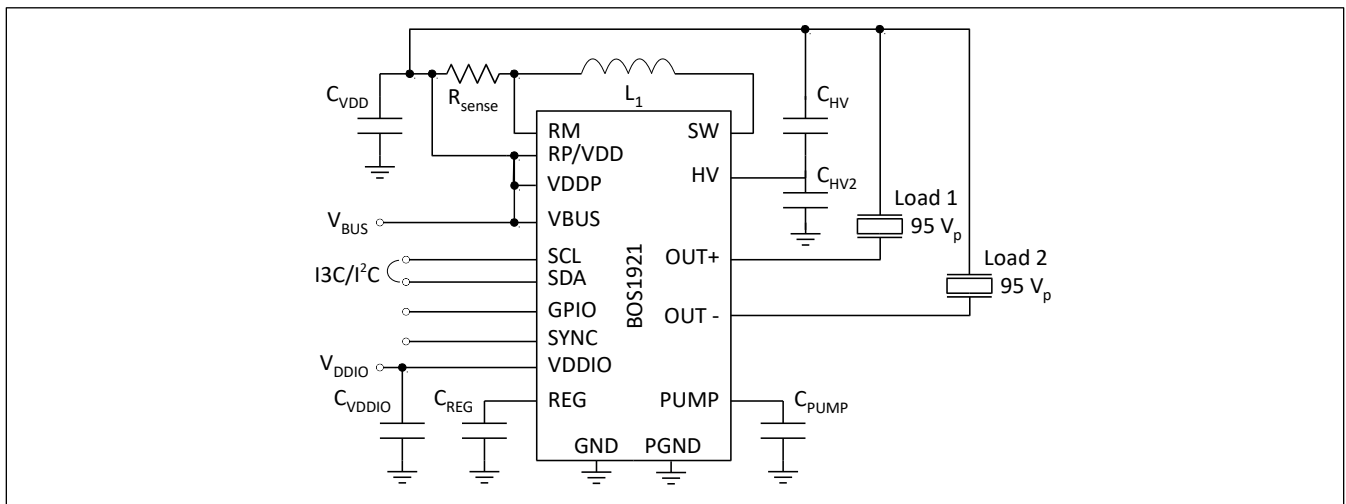 C_VDD
R_sense
L_1
C_HV
RM
SW
RP/VDD
HV
C_HV2
VDDP
Load 1
95 V_p
V_BUS
VBUS
SCL
OUT+
Load 2
95 V_p
I3C/I²C
SDA
BOS1921
GPIO
OUT -
SYNC
V_DDIO
VDDIO
C_VDDIO
C_REG
REG
PUMP
C_PUMP
GND
PGND